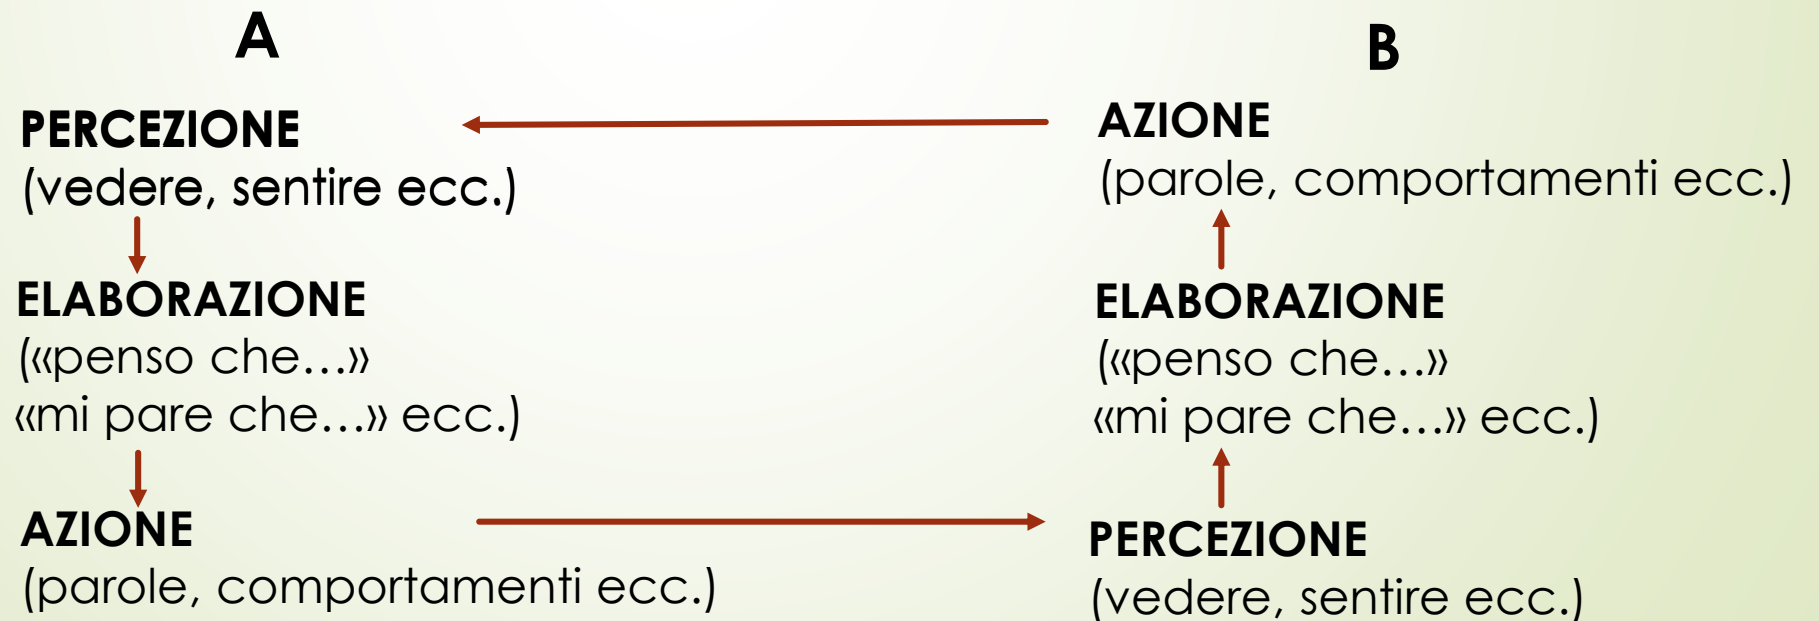 A
PERCEZIONE
(vedere, sentire ecc.)
ELABORAZIONE
(«penso che…»
«mi pare che…» ecc.)
AZIONE
(parole, comportamenti ecc.)
B
AZIONE
(parole, comportamenti ecc.)
ELABORAZIONE
(«penso che…»
«mi pare che…» ecc.)
PERCEZIONE
(vedere, sentire ecc.)